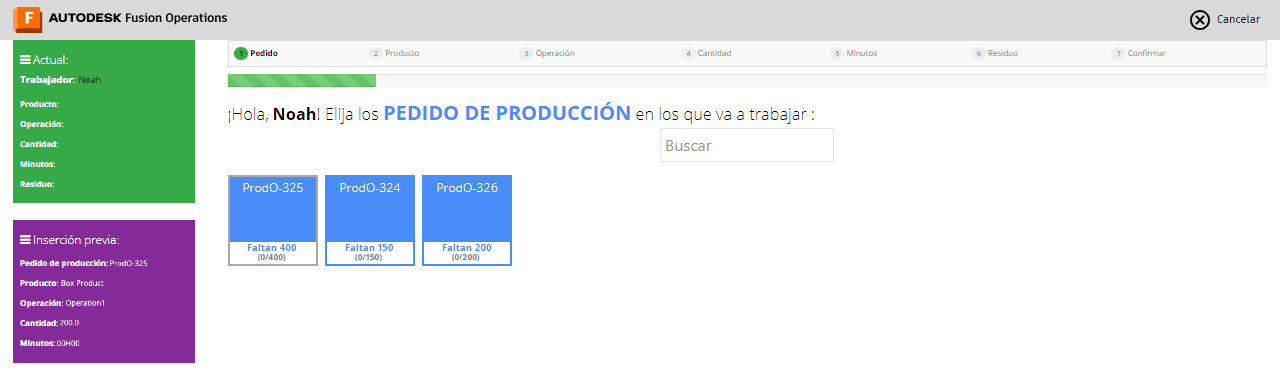 AUTODESK Fusion Operations
Cancelar
Actual:
Trabajador: Noah
Producto:
Operación:
Cantidad:
Minutos:
Residuo:
Inserción previa:
Pedido de producción: ProdO-325
Producto: Box Product
Operación: Operation1
Cantidad: 200.0
Minutos: 00H00
1 Pedido
2 Producto
3 Operación
4 Cantidad
5 Minutos
6 Residuo
7 Confirmar
¡Hola, Noah! Elija los PEDIDO DE PRODUCCIÓN en los que va a trabajar :
Buscar
ProdO-325
Faltan 400
(0/400)
ProdO-324
Faltan 150
(0/150)
ProdO-326
Faltan 200
(0/200)